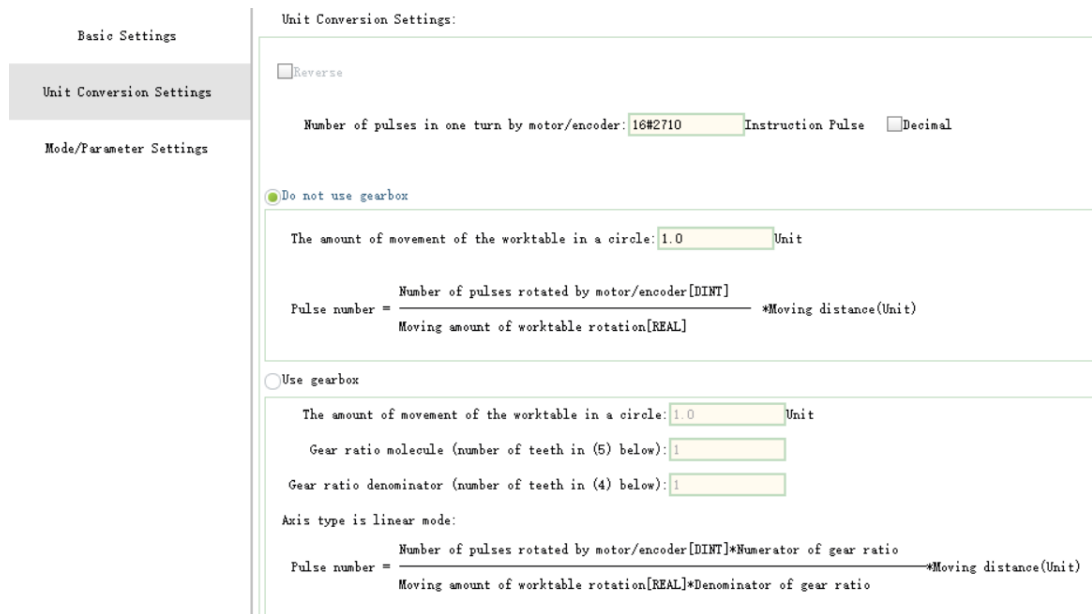 Basic Settings
Unit Conversion Settings
Mode/Parameter Settings
Unit Conversion Settings:
Reverse
Number of pulses in one turn by motor/encoder: 16#2710 Instruction Pulse Decimal
Do not use gearbox
The amount of movement of the worktable in a circle: 1.0 Unit
Number of pulses rotated by motor/encoder[DINT]
Pulse number = *Moving distance(Unit)
Moving amount of worktable rotation[REAL]
Use gearbox
The amount of movement of the worktable in a circle: 1.0 Unit
Gear ratio molecule (number of teeth in (5) below): 1
Gear ratio denominator (number of teeth in (4) below): 1
Axis type is linear mode:
Number of pulses rotated by motor/encoder[DINT]*Numerator of gear ratio
Pulse number = *Moving distance(Unit)
Moving amount of worktable rotation[REAL]*Denominator of gear ratio